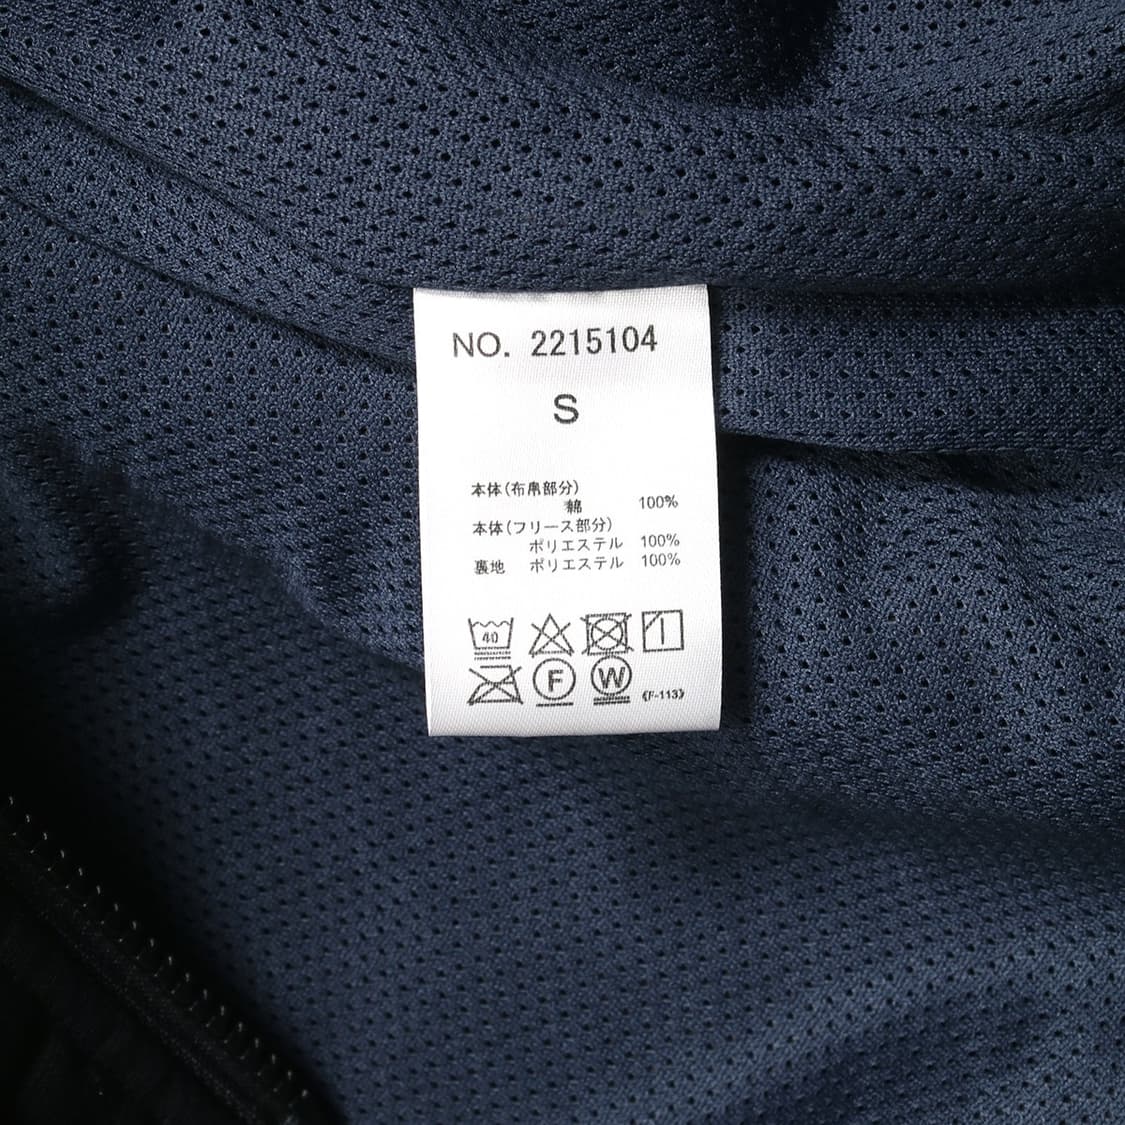 NO. 2215104
S
本体(布帛部分)
綿 100%
本体(フリース部分)
ポリエステル 100%
裏地 ポリエステル 100%
40
F W 《F-113》